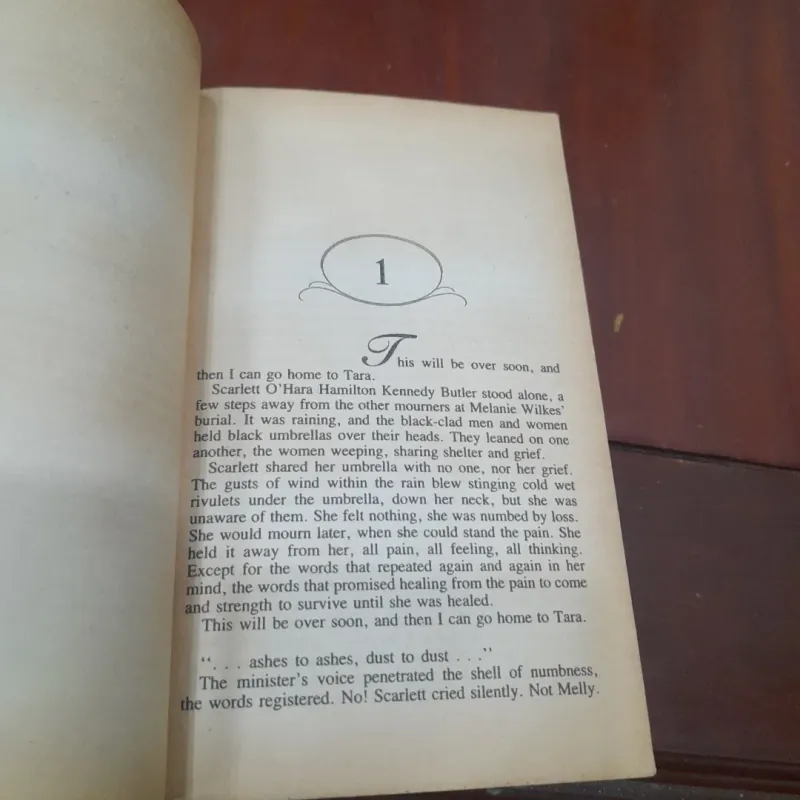 1
This will be over soon, and
then I can go home to Tara.
Scarlett O'Hara Hamilton Kennedy Butler stood alone, a
few steps away from the other mourners at Melanie Wilkes'
burial. It was raining, and the black-clad men and women
held black umbrellas over their heads. They leaned on one
another, the women weeping, sharing shelter and grief.
Scarlett shared her umbrella with no one, nor her grief.
The gusts of wind within the rain blew stinging cold wet
rivulets under the umbrella, down her neck, but she was
unaware of them. She felt nothing, she was numbed by loss.
She would mourn later, when she could stand the pain. She
held it away from her, all pain, all feeling, all thinking.
Except for the words that repeated again and again in her
mind, the words that promised healing from the pain to come
and strength to survive until she was healed.
This will be over soon, and then I can go home to Tara.
". . . ashes to ashes, dust to dust . . ."
The minister's voice penetrated the shell of numbness,
the words registered. No! Scarlett cried silently. Not Melly.